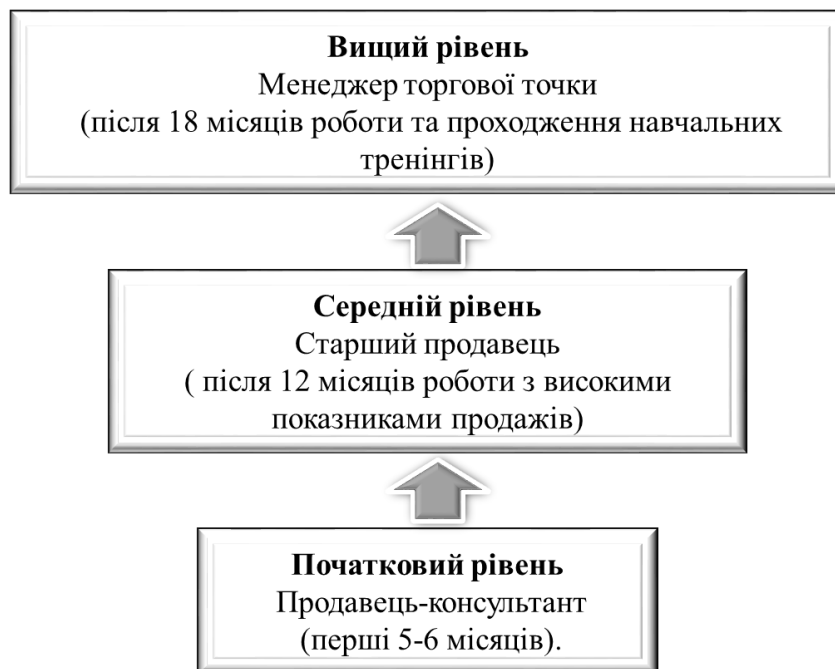 Вищий рівень
Менеджер торгової точки
(після 18 місяців роботи та проходження навчальних
тренінгів)
Середній рівень
Старший продавець
( після 12 місяців роботи з високими
показниками продажів)
Початковий рівень
Продавець-консультант
(перші 5-6 місяців).